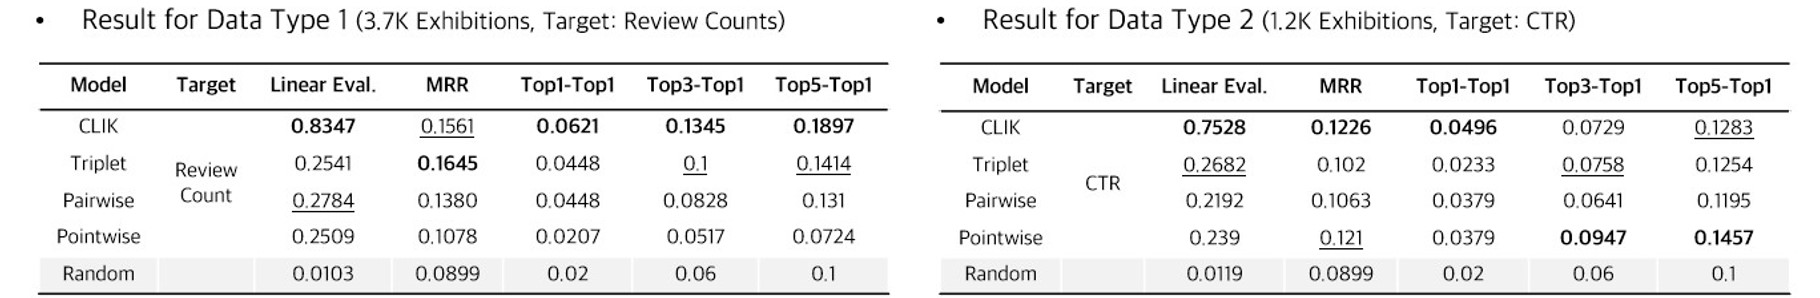 • Result for Data Type 1 (3.7K Exhibitions, Target: Review Counts)
Model Target Linear Eval. MRR Top1-Top1 Top3-Top1 Top5-Top1
CLIK 0.8347 0.1561 0.0621 0.1345 0.1897
Triplet 0.2541 0.1645 0.0448 0.1 0.1414
Review
Count
Pairwise 0.2784 0.1380 0.0448 0.0828 0.131
Pointwise 0.2509 0.1078 0.0207 0.0517 0.0724
Random 0.0103 0.0899 0.02 0.06 0.1
• Result for Data Type 2 (1.2K Exhibitions, Target: CTR)
Model Target Linear Eval. MRR Top1-Top1 Top3-Top1 Top5-Top1
CLIK 0.7528 0.1226 0.0496 0.0729 0.1283
Triplet 0.2682 0.102 0.0233 0.0758 0.1254
CTR
Pairwise 0.2192 0.1063 0.0379 0.0641 0.1195
Pointwise 0.239 0.121 0.0379 0.0947 0.1457
Random 0.0119 0.0899 0.02 0.06 0.1